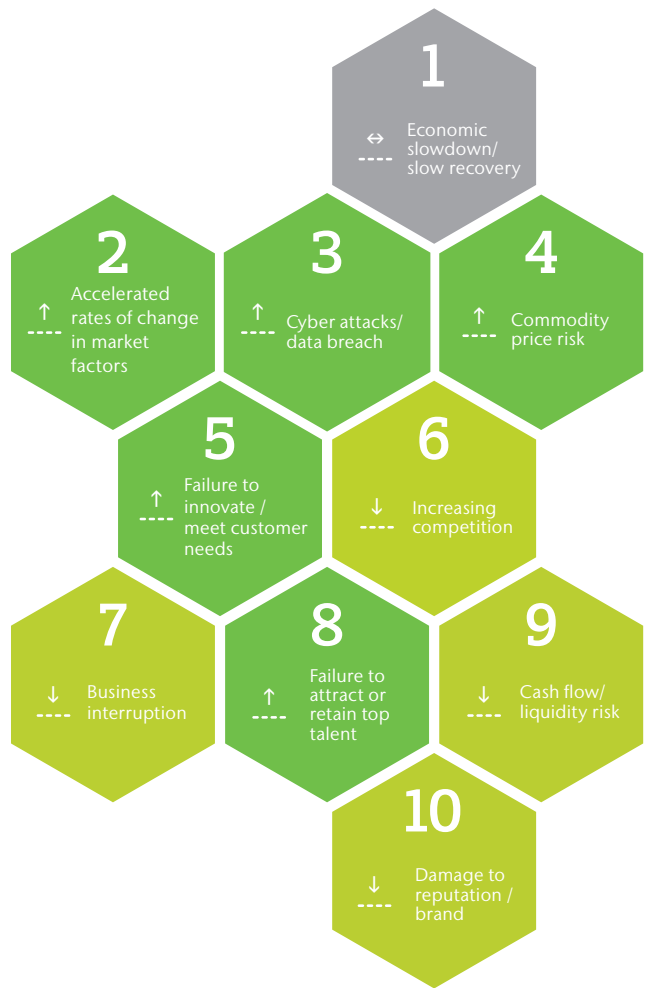 1
↔
Economic
slowdown/
slow recovery
2
↑
Accelerated
rates of change
in market
factors
3
↑
Cyber attacks/
data breach
4
↑
Commodity
price risk
5
↑
Failure to
innovate /
meet customer
needs
6
↓
Increasing
competition
7
↓
Business
interruption
8
↑
Failure to
attract or
retain top
talent
9
↓
Cash flow/
liquidity risk
10
↓
Damage to
reputation /
brand